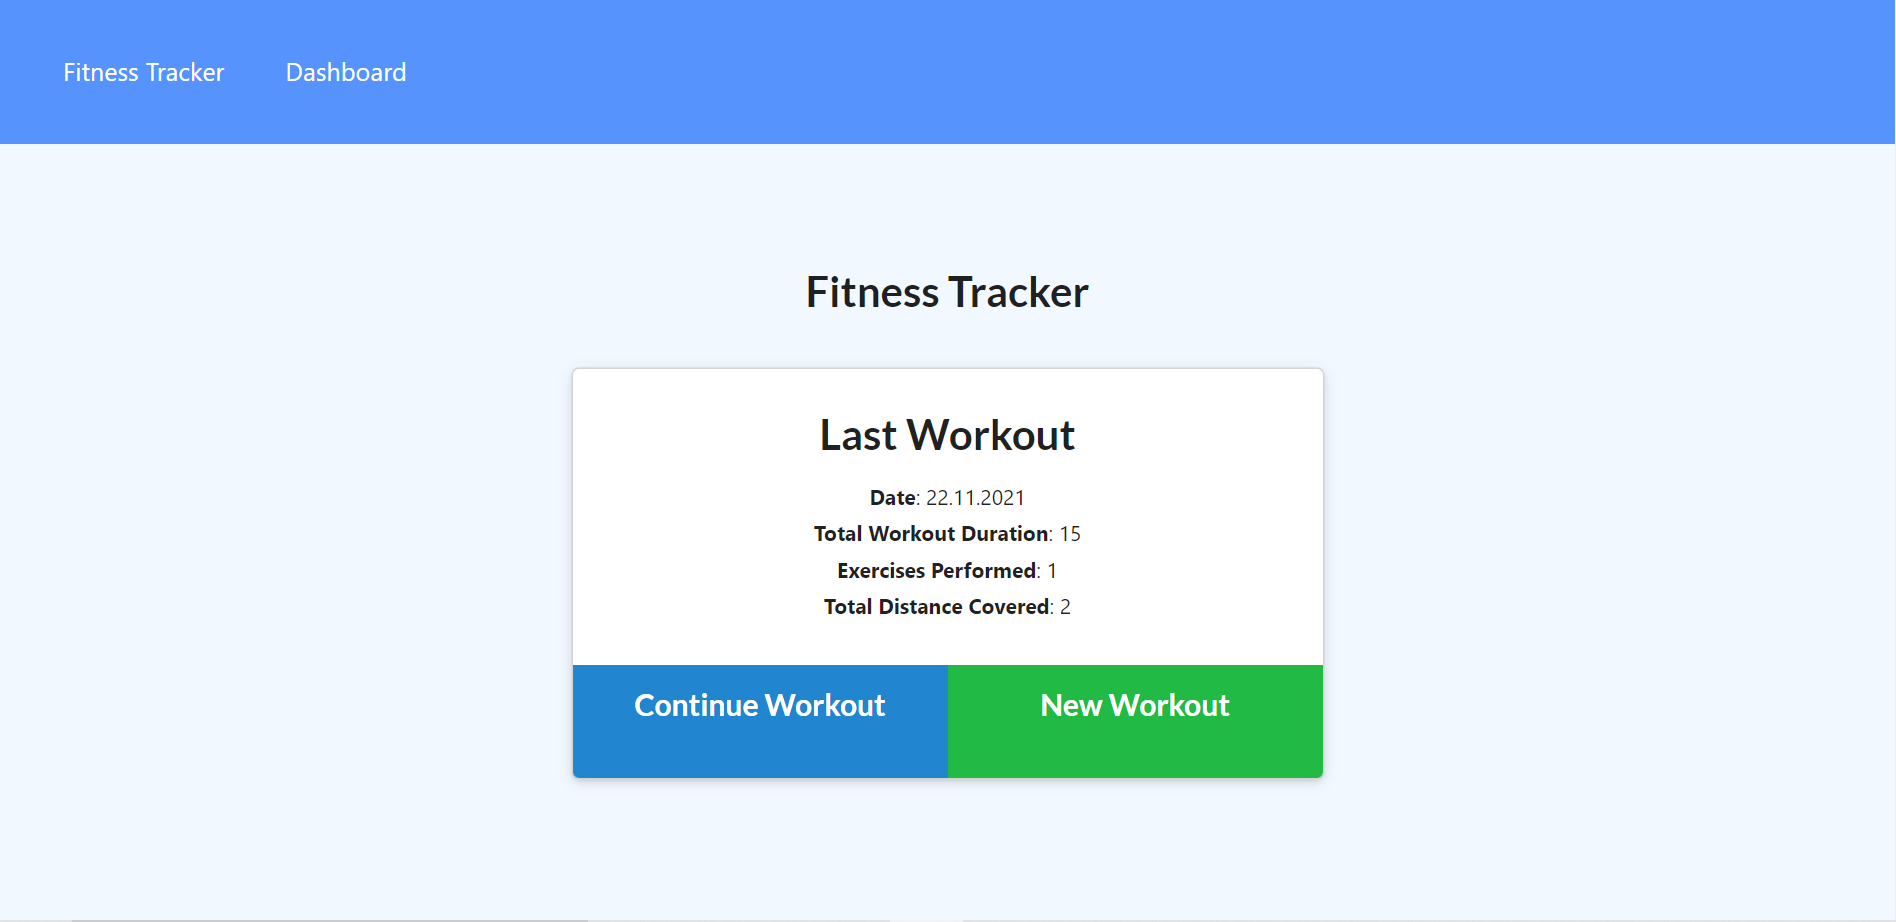 Fitness Tracker Dashboard
Fitness Tracker
Last Workout
Date: 22.11.2021
Total Workout Duration: 15
Exercises Performed: 1
Total Distance Covered: 2
Continue Workout New Workout